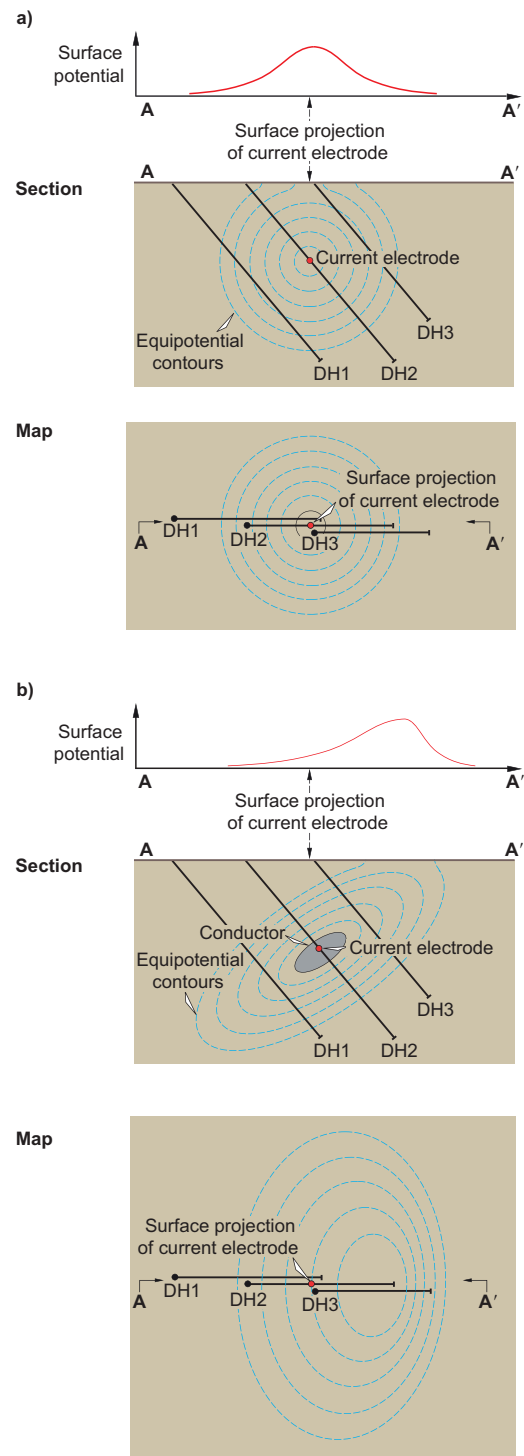 a)
Surface
potential
A
A′
Surface projection
of current electrode
Section
A
A′
Current electrode
Equipotential
contours
DH1
DH2
DH3
Map
Surface projection
of current electrode
A
DH1
DH2
DH3
A′
b)
Surface
potential
A
A′
Surface projection
of current electrode
Section
A
A′
Conductor
Current electrode
Equipotential
contours
DH3
DH1
DH2
Map
Surface projection
of current electrode
A
DH1
DH2
DH3
A′